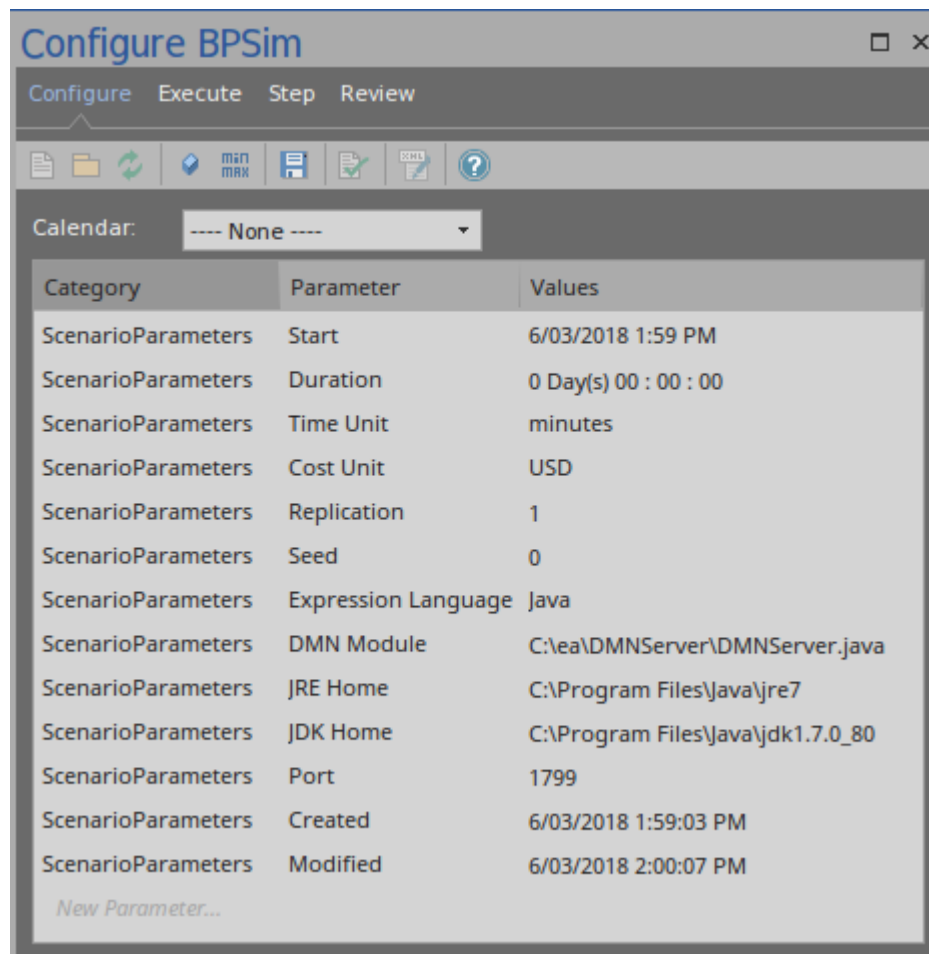 Configure BPSim
Configure Execute Step Review
min
max
XML
?
Calendar: ---- None ----
Category Parameter Values
ScenarioParameters Start 6/03/2018 1:59 PM
ScenarioParameters Duration 0 Day(s) 00 : 00 : 00
ScenarioParameters Time Unit minutes
ScenarioParameters Cost Unit USD
ScenarioParameters Replication 1
ScenarioParameters Seed 0
ScenarioParameters Expression Language Java
ScenarioParameters DMN Module C:\ea\DMNServer\DMNServer.java
ScenarioParameters JRE Home C:\Program Files\Java\jre7
ScenarioParameters JDK Home C:\Program Files\Java\jdk1.7.0_80
ScenarioParameters Port 1799
ScenarioParameters Created 6/03/2018 1:59:03 PM
ScenarioParameters Modified 6/03/2018 2:00:07 PM
New Parameter...